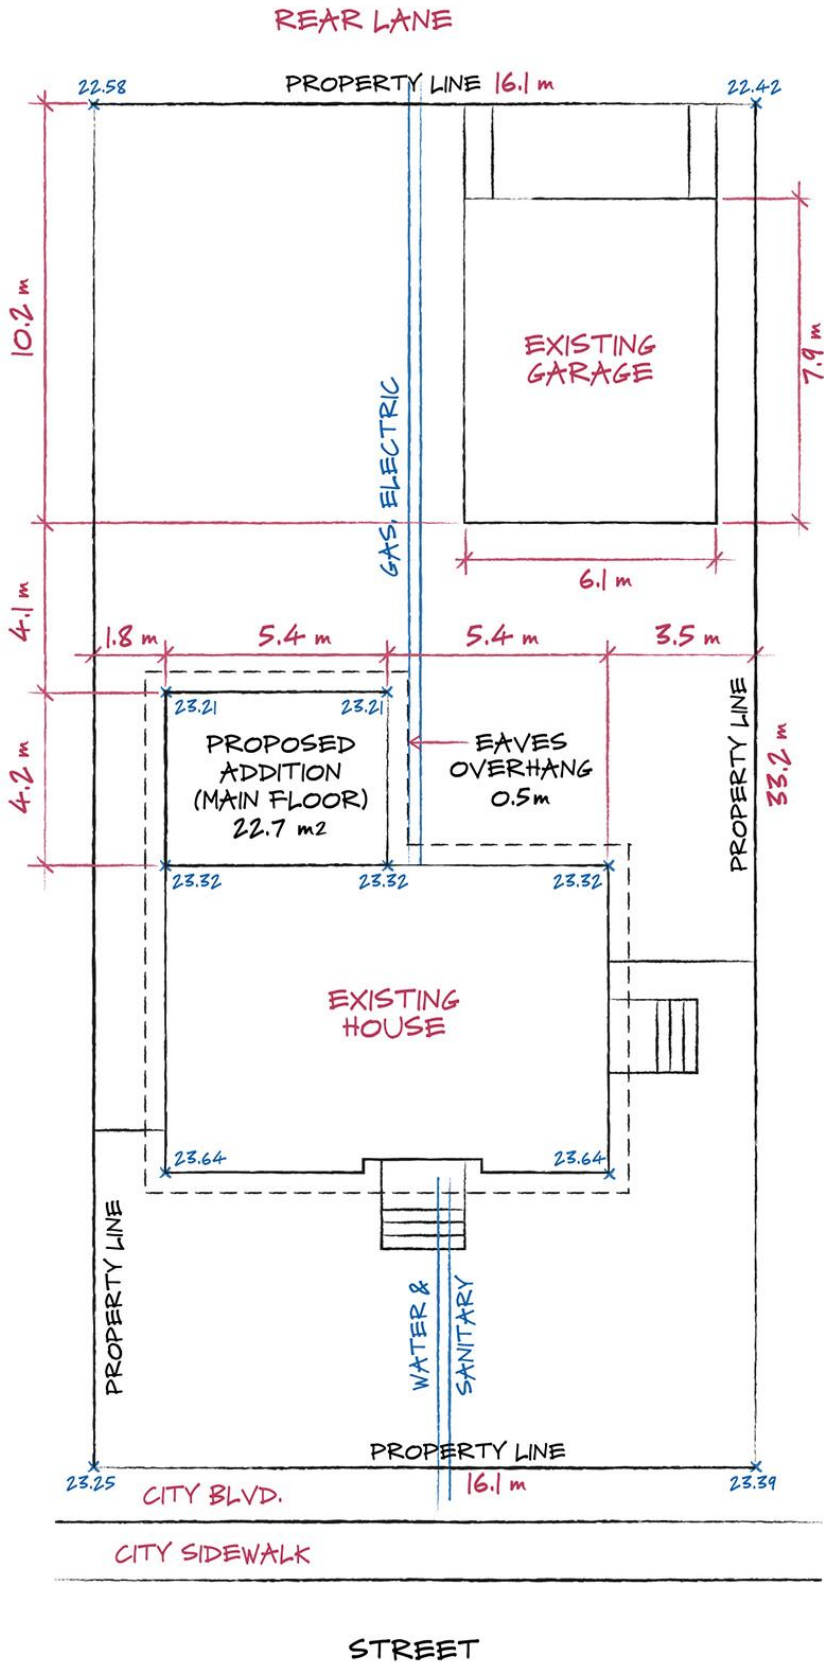 REAR LANE
22.58
PROPERTY LINE 16.1 m
22.42
10.2 m
7.9 m
EXISTING
GARAGE
GAS, ELECTRIC
6.1 m
4.1 m
1.8 m
5.4 m
5.4 m
3.5 m
23.21
23.21
PROPOSED
ADDITION
(MAIN FLOOR)
22.7 m2
EAVES
OVERHANG
0.5m
PROPERTY LINE
33.2 m
4.2 m
23.32
23.32
23.32
EXISTING
HOUSE
23.64
23.64
PROPERTY LINE
WATER &
SANITARY
PROPERTY LINE
16.1 m
23.25
23.39
CITY BLVD.
CITY SIDEWALK
STREET